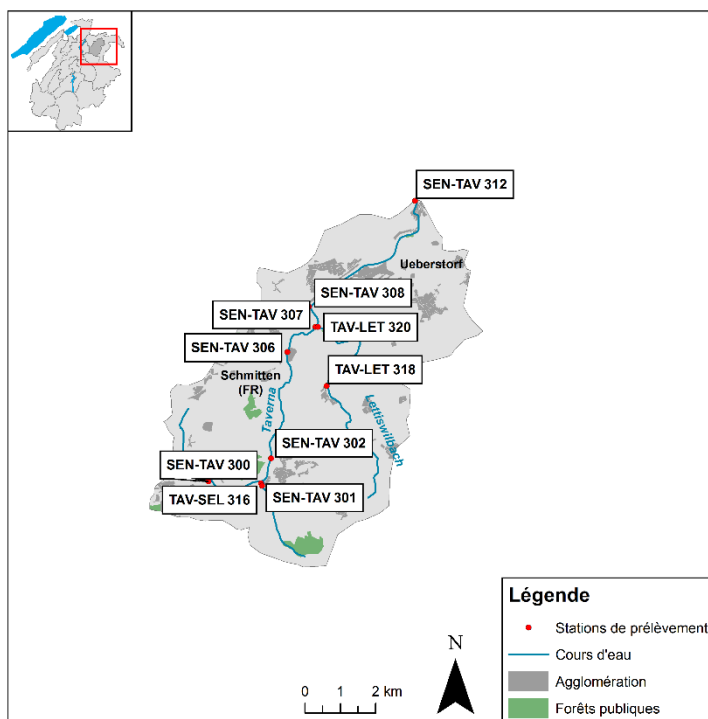 SEN-TAV 312
Ueberstorf
SEN-TAV 308
SEN-TAV 307
TAV-LET 320
SEN-TAV 306
TAV-LET 318
Schmitten
(FR)
Taverna
Lettiswilbach
SEN-TAV 302
SEN-TAV 300
TAV-SEL 316
SEN-TAV 301
Légende
Stations de prélèvement
Cours d'eau
Agglomération
Forêts publiques
N
0 1 2 km